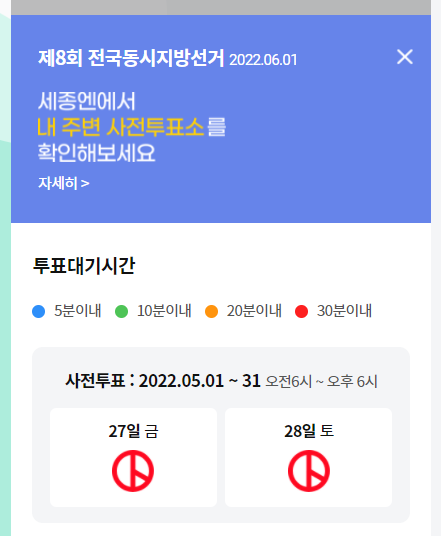 제8회 전국동시지방선거 2022.06.01
세종엔에서
내 주변 사전투표소를
확인해보세요
자세히 >
투표대기시간
5분이내 10분이내 20분이내 30분이내
사전투표 : 2022.05.01 ~ 31 오전6시 ~ 오후 6시
27일 금 28일 토